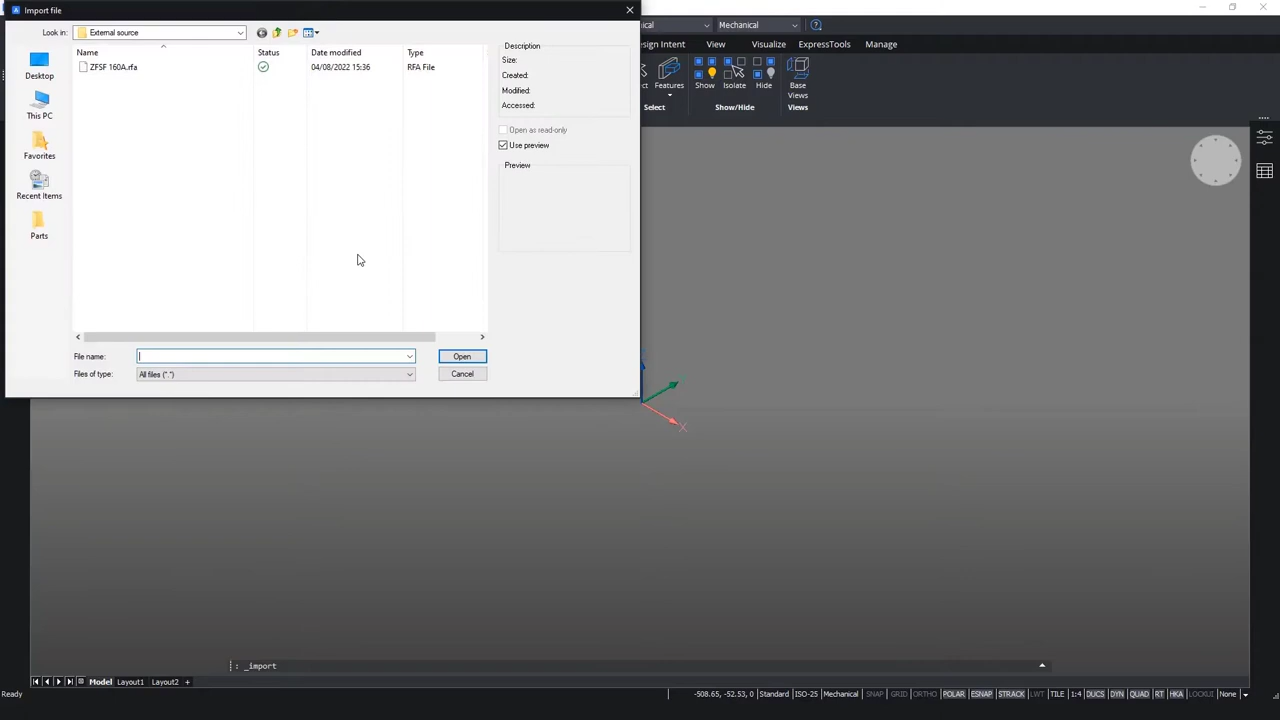 Import file
Look in: External source
Name Status Date modified Type
ZFSF 160A.rfa 04/08/2022 15:36 RFA File
Desktop
This PC
Favorites
Recent Items
Parts
Description
Size:
Created:
Modified:
Accessed:
Open as read-only
Use preview
Preview
File name: Open
Files of type: All files (*.*) Cancel
ical Mechanical
esign Intent View Visualize ExpressTools Manage
ct Features Show Isolate Hide Base Views
Select Show/Hide Views
X
: _import
Model Layout1 Layout2 +
Ready -508.65, -52.53, 0 Standard ISO-25 Mechanical SNAP GRID ORTHO POLAR ESNAP STRACK LWT TILE 1:4 DUCS DYN QUAD RT HKA LOCKUI None